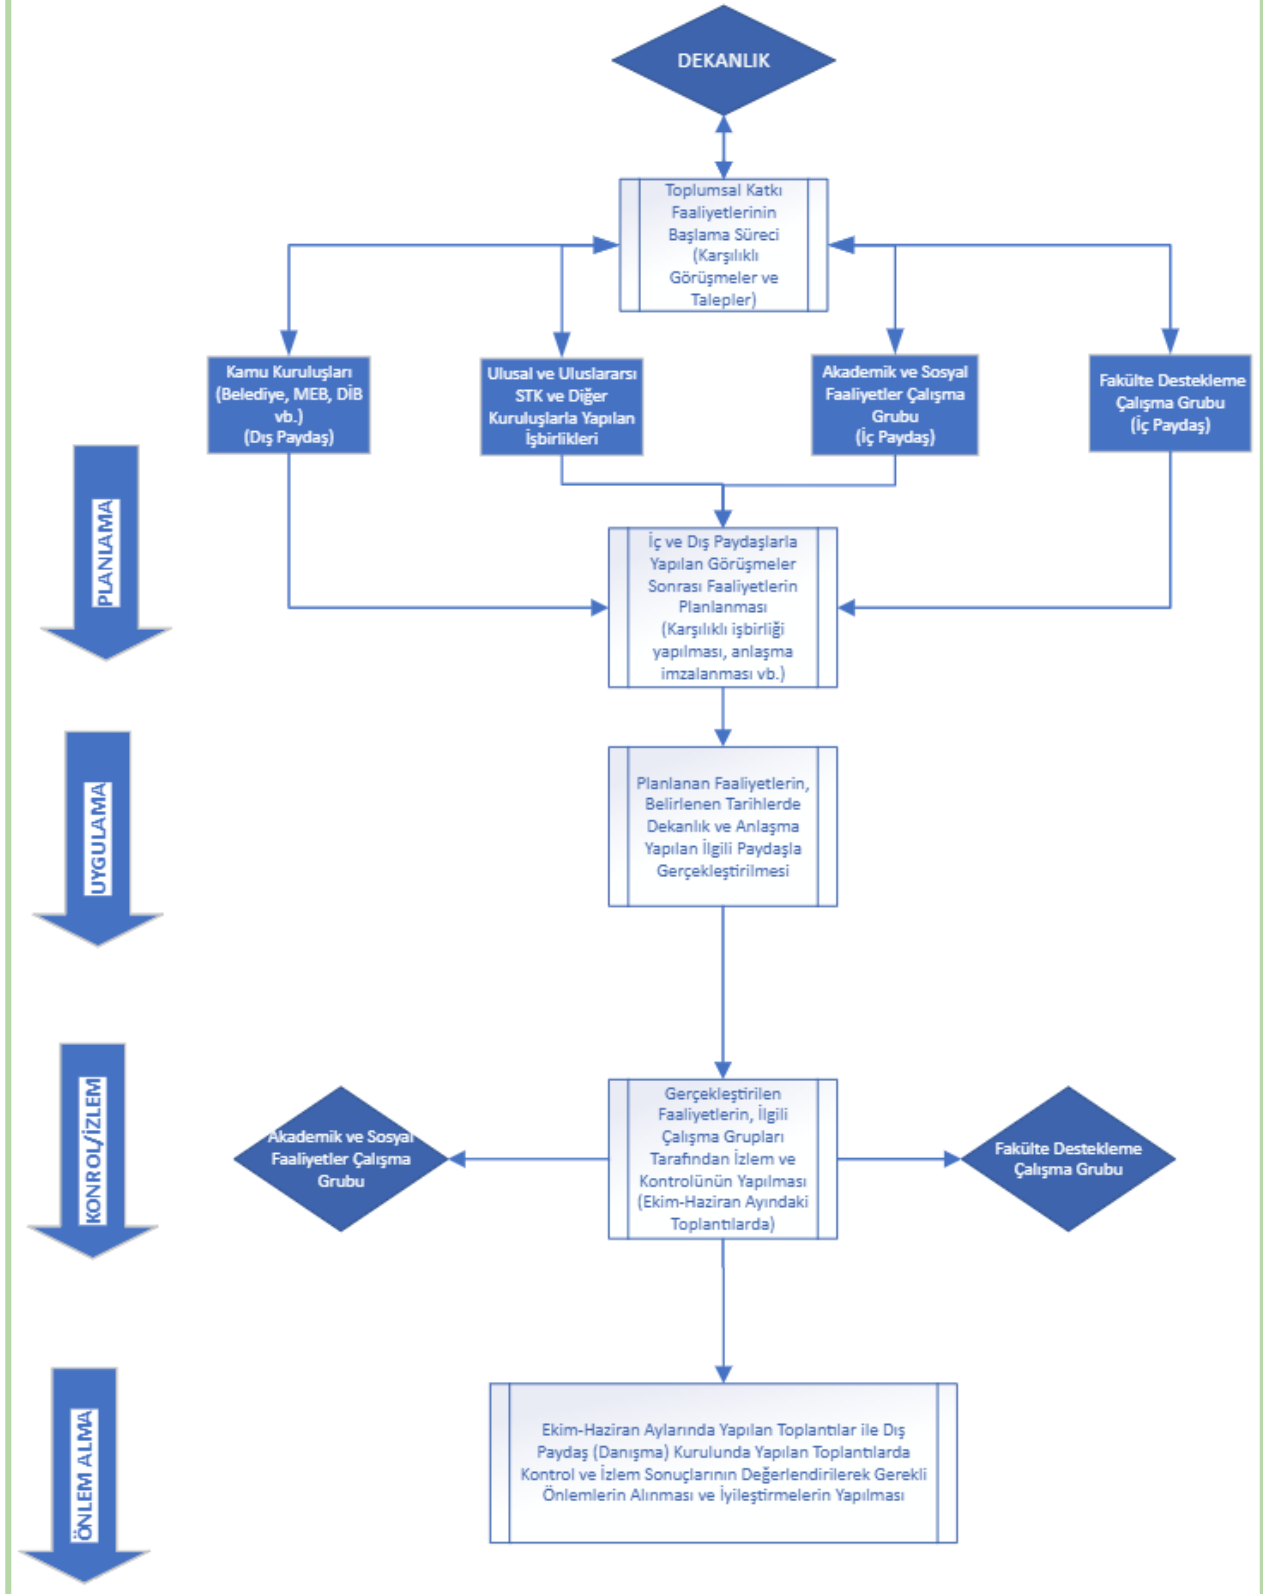 DEKANLIK
Toplumsal Katkı
Faaliyetlerinin
Başlama Süreci
(Karşılıklı
Görüşmeler ve
Talepler)
Kamu Kuruluşları
(Belediye, MEB, DİB
vb.)
(Dış Paydaş)
Ulusal ve Uluslararsı
STK ve Diğer
Kuruluşlarla Yapılan
İşbirlikleri
Akademik ve Sosyal
Faaliyetler Çalışma
Grubu
(İç Paydaş)
Fakülte Destekleme
Çalışma Grubu
(İç Paydaş)
PLANLAMA
İç ve Dış Paydaşlarla
Yapılan Görüşmeler
Sonrası Faaliyetlerin
Planlanması
(Karşılıklı işbirliği
yapılması, anlaşma
imzalanması vb.)
UYGULAMA
Planlanan Faaliyetlerin,
Belirlenen Tarihlerde
Dekanlık ve Anlaşma
Yapılan İlgili Paydaşla
Gerçekleştirilmesi
KONROL/İZLEM
Akademik ve Sosyal
Faaliyetler Çalışma
Grubu
Gerçekleştirilen
Faaliyetlerin, İlgili
Çalışma Grupları
Tarafından İzlem ve
Kontrolünün Yapılması
(Ekim-Haziran Ayındaki
Toplantılarda)
Fakülte Destekleme
Çalışma Grubu
ÖNLEM ALMA
Ekim-Haziran Aylarında Yapılan Toplantılar ile Dış
Paydaş (Danışma) Kurulunda Yapılan Toplantılarda
Kontrol ve İzlem Sonuçlarının Değerlendirilerek Gerekli
Önlemlerin Alınması ve İyileştirmelerin Yapılması